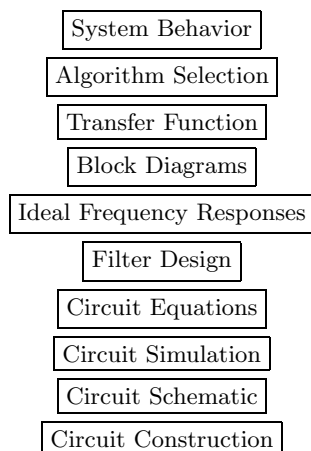 System Behavior
Algorithm Selection
Transfer Function
Block Diagrams
Ideal Frequency Responses
Filter Design
Circuit Equations
Circuit Simulation
Circuit Schematic
Circuit Construction